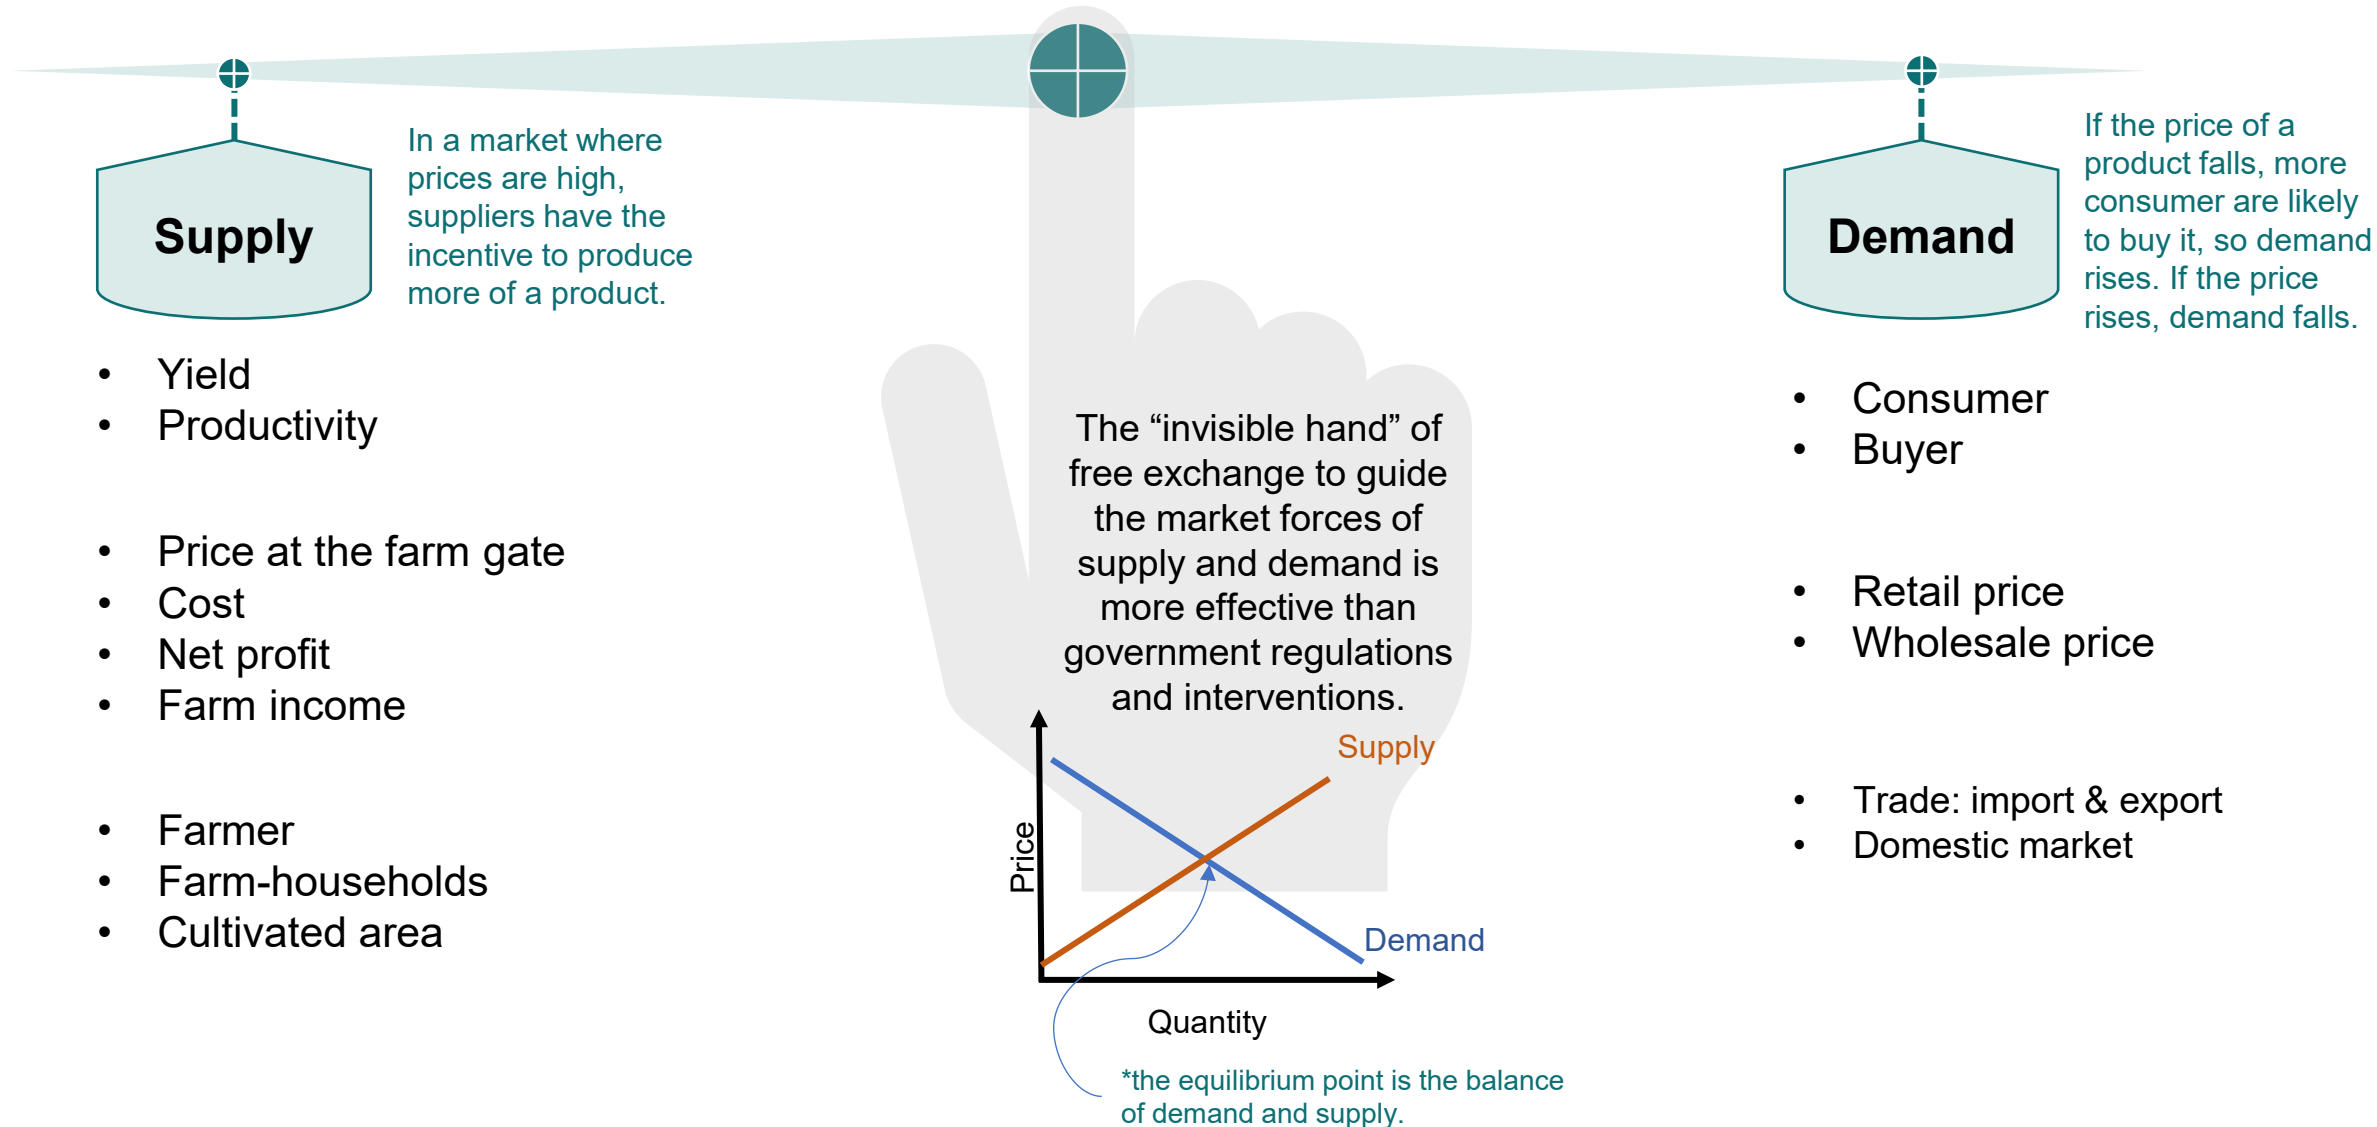 Supply
In a market where
prices are high,
suppliers have the
incentive to produce
more of a product.
• Yield
• Productivity
• Price at the farm gate
• Cost
• Net profit
• Farm income
• Farmer
• Farm-households
• Cultivated area
The “invisible hand” of
free exchange to guide
the market forces of
supply and demand is
more effective than
government regulations
and interventions.
Supply
Price
Demand
Quantity
*the equilibrium point is the balance
of demand and supply.
Demand
If the price of a
product falls, more
consumer are likely
to buy it, so demand
rises. If the price
rises, demand falls.
• Consumer
• Buyer
• Retail price
• Wholesale price
• Trade: import & export
• Domestic market